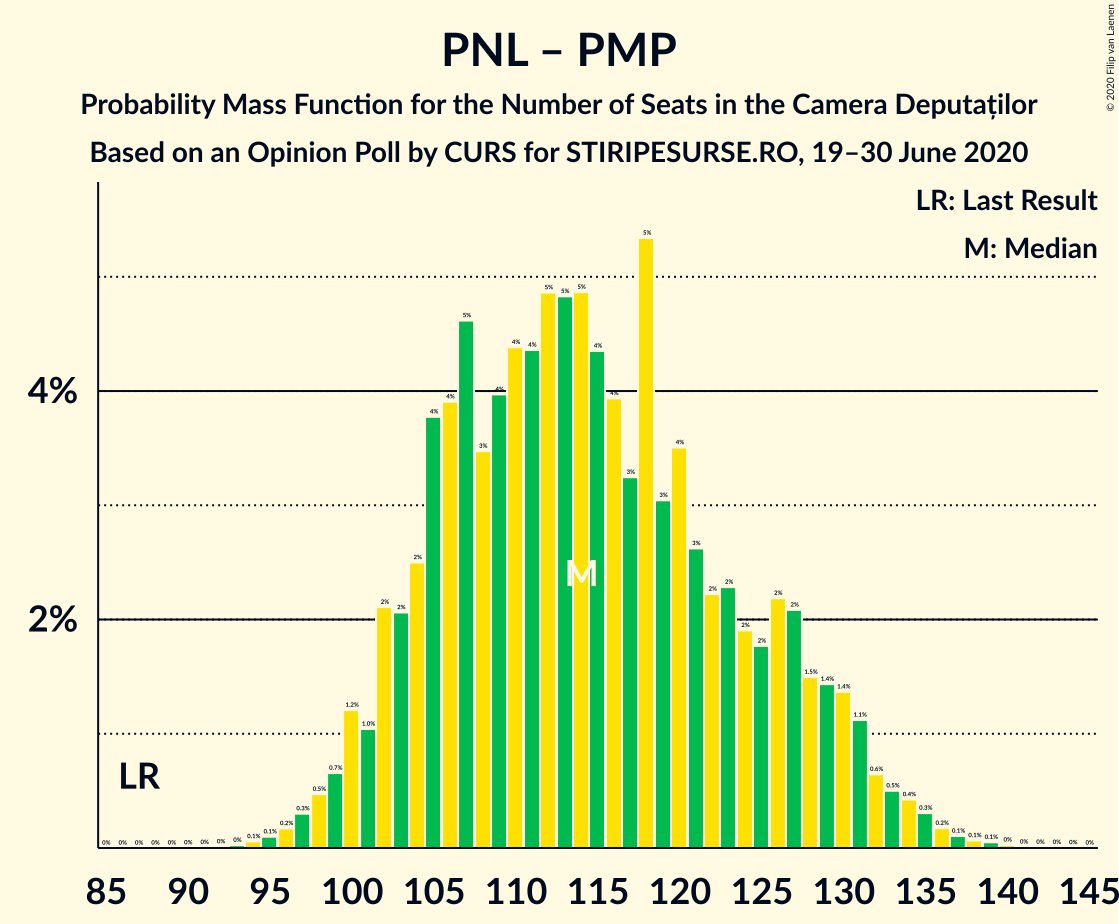 PNL – PMP
Probability Mass Function for the Number of Seats in the Camera Deputaților
Based on an Opinion Poll by CURS for STIRIPESURSE.RO, 19–30 June 2020
© 2020 Filip van Laenen
LR: Last Result
M: Median
4%
2%
LR
M
0% 0% 0% 0% 0% 0% 0% 0% 0% 0.1% 0.1% 0.2% 0.3% 0.5% 0.7% 1.2% 1.0% 2% 2% 2% 4% 4% 5% 3% 4% 4% 4% 5% 5% 5% 4% 4% 3% 5% 3% 4% 3% 2% 2% 2% 2% 2% 2% 1.5% 1.4% 1.4% 1.1% 0.6% 0.5% 0.4% 0.3% 0.2% 0.1% 0.1% 0.1% 0% 0% 0% 0% 0% 0%
85 90 95 100 105 110 115 120 125 130 135 140 145